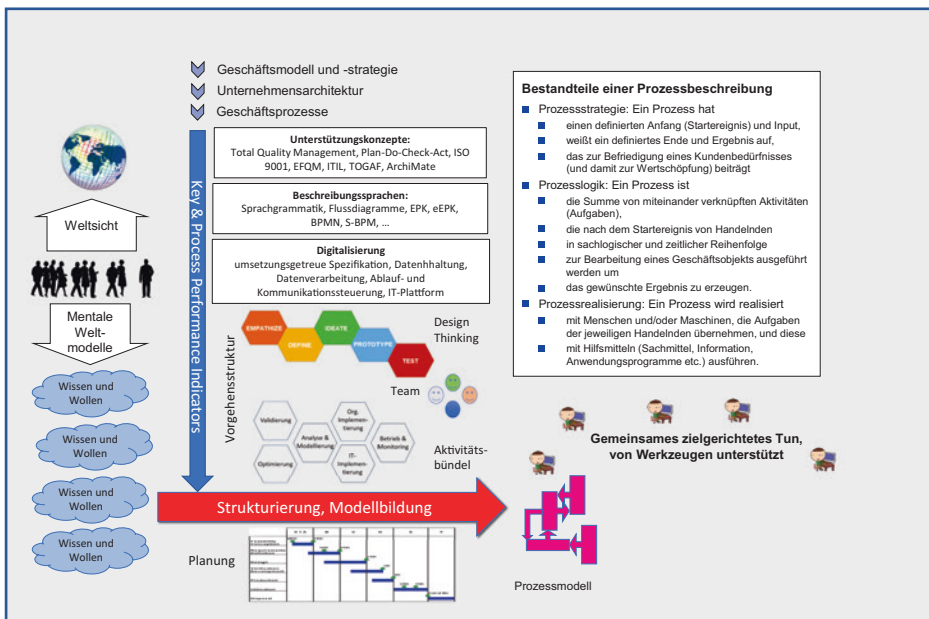 Geschäftsmodell und -strategie
Unternehmensarchitektur
Geschäftsprozesse
Weltsicht
Mentale
Welt-
modelle
Wissen und
Wollen
Wissen und
Wollen
Wissen und
Wollen
Wissen und
Wollen
Key & Process Performance Indicators
Unterstützungskonzepte:
Total Quality Management, Plan-Do-Check-Act, ISO
9001, EFQM, ITIL, TOGAF, ArchiMate
Beschreibungssprachen:
Sprachgrammatik, Flussdiagramme, EPK, eEPK,
BPMN, S-BPM, ...
Digitalisierung
umsetzungsgetreue Spezifikation, Datenhhaltung,
Datenverarbeitung, Ablauf- und
Kommunikationssteuerung, IT-Plattform
Vorgehensstruktur
EMPATHIZE
DEFINE
IDEATE
PROTOTYPE
TEST
Design
Thinking
Team
Validierung
Optimierung
Analyse &
Modellierung
Org.
Implemen-
tierung
IT-
Implemen-
tierung
Betrieb &
Monitoring
Aktivitäts-
bündel
Strukturierung, Modellbildung
Planung
Bestandteile einer Prozessbeschreibung
Prozessstrategie: Ein Prozess hat
einen definierten Anfang (Startereignis) und Input,
weißt ein definiertes Ende und Ergebnis auf,
das zur Befriedigung eines Kundenbedürfnisses
(und damit zur Wertschöpfung) beiträgt
Prozesslogik: Ein Prozess ist
die Summe von miteinander verknüpften Aktivitäten
(Aufgaben),
die nach dem Startereignis von Handelnden
in sachlogischer und zeitlicher Reihenfolge
zur Bearbeitung eines Geschäftsobjekts ausgeführt
werden um
das gewünschte Ergebnis zu erzeugen.
Prozessrealisierung: Ein Prozess wird realisiert
mit Menschen und/oder Maschinen, die Aufgaben
der jeweiligen Handelnden übernehmen, und diese
mit Hilfsmitteln (Sachmittel, Information,
Anwendungsprogramme etc.) ausführen.
Gemeinsames zielgerichtetes Tun,
von Werkzeugen unterstützt
Prozessmodell